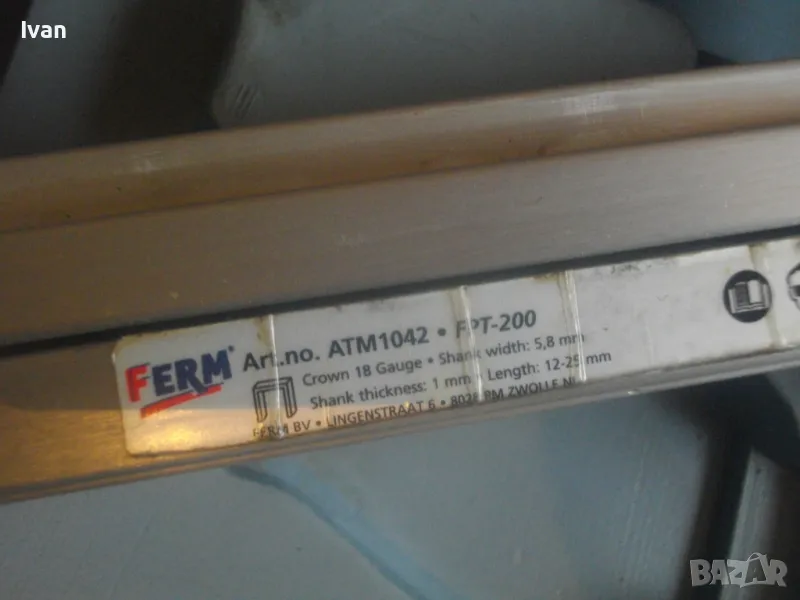 Ivan
FERM® Art.no. ATM1042 • FPT-200
Crown 18 Gauge • Shank width: 5,8 mm
Shank thickness: 1 mm Length: 12-25 mm
FERM BV • LINGENSTRAAT 6 • 8028 PM ZWOLLE.NL
BAZAR